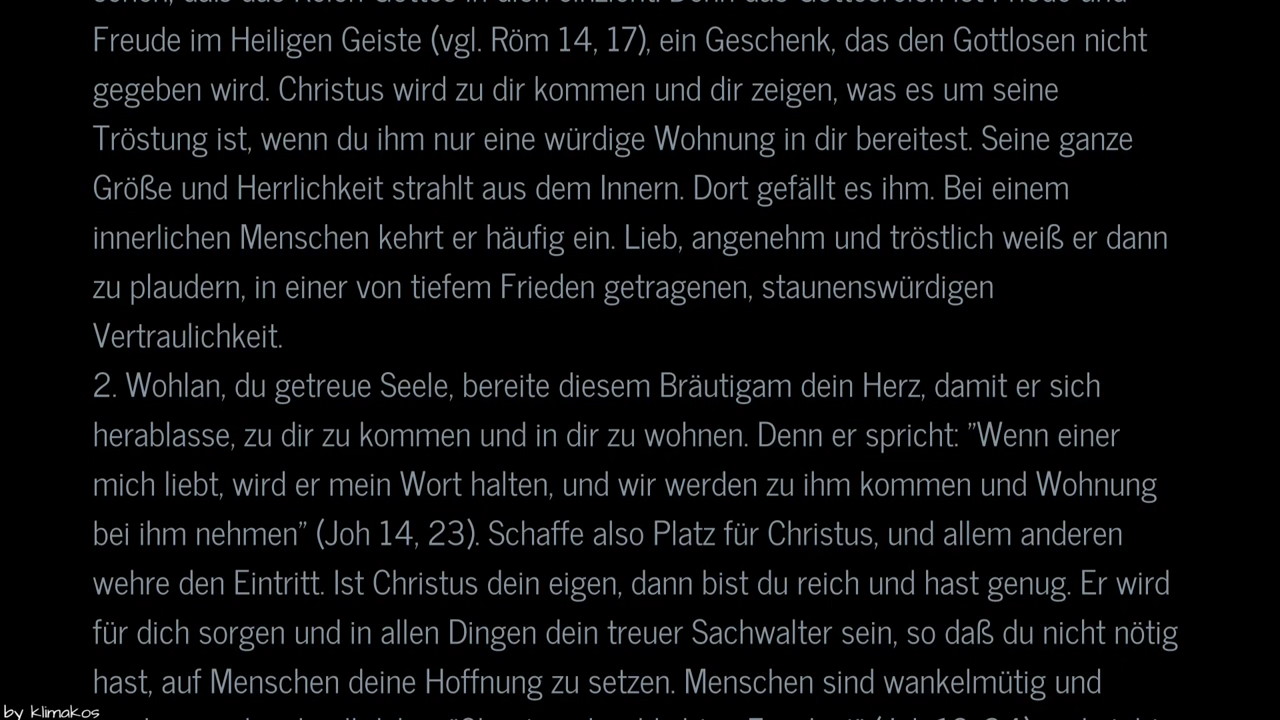 Freude im Heiligen Geiste (vgl. Röm 14, 17), ein Geschenk, das den Gottlosen nicht
gegeben wird. Christus wird zu dir kommen und dir zeigen, was es um seine
Tröstung ist, wenn du ihm nur eine würdige Wohnung in dir bereitest. Seine ganze
Größe und Herrlichkeit strahlt aus dem Innern. Dort gefällt es ihm. Bei einem
innerlichen Menschen kehrt er häufig ein. Lieb, angenehm und tröstlich weiß er dann
zu plaudern, in einer von tiefem Frieden getragenen, staunenswürdigen
Vertraulichkeit.
2. Wohlan, du getreue Seele, bereite diesem Bräutigam dein Herz, damit er sich
herablasse, zu dir zu kommen und in dir zu wohnen. Denn er spricht: "Wenn einer
mich liebt, wird er mein Wort halten, und wir werden zu ihm kommen und Wohnung
bei ihm nehmen" (Joh 14, 23). Schaffe also Platz für Christus, und allem anderen
wehre den Eintritt. Ist Christus dein eigen, dann bist du reich und hast genug. Er wird
für dich sorgen und in allen Dingen dein treuer Sachwalter sein, so daß du nicht nötig
hast, auf Menschen deine Hoffnung zu setzen. Menschen sind wankelmütig und
by klimakos